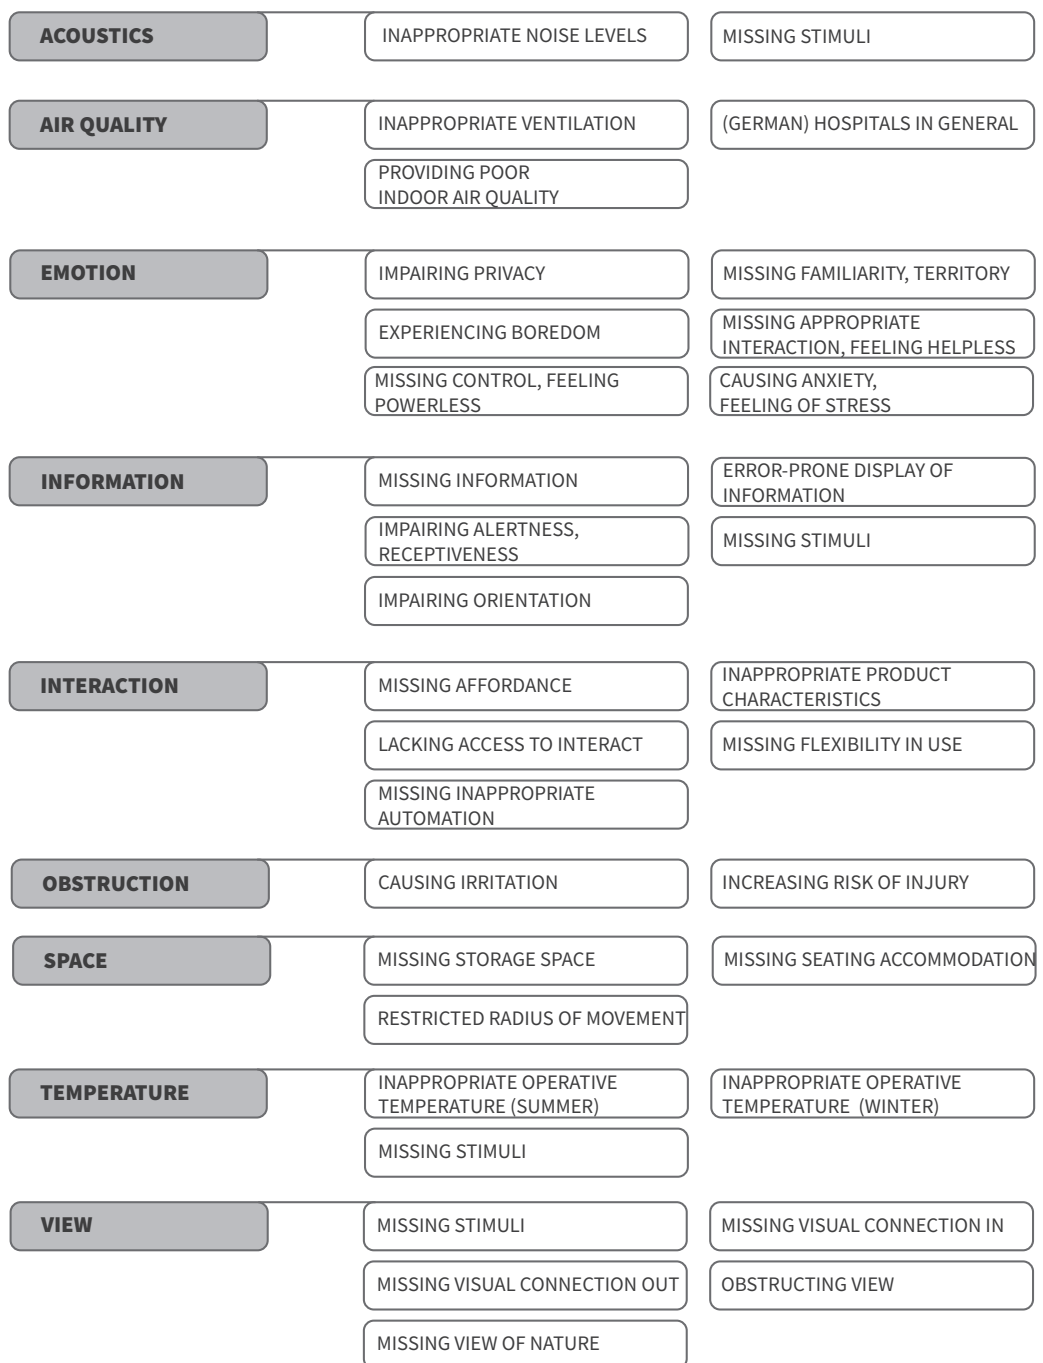 ACOUSTICS
INAPPROPRIATE NOISE LEVELS
MISSING STIMULI
AIR QUALITY
INAPPROPRIATE VENTILATION
(GERMAN) HOSPITALS IN GENERAL
PROVIDING POOR
INDOOR AIR QUALITY
EMOTION
IMPAIRING PRIVACY
MISSING FAMILIARITY, TERRITORY
EXPERIENCING BOREDOM
MISSING APPROPRIATE
INTERACTION, FEELING HELPLESS
MISSING CONTROL, FEELING
POWERLESS
CAUSING ANXIETY,
FEELING OF STRESS
INFORMATION
MISSING INFORMATION
ERROR-PRONE DISPLAY OF
INFORMATION
IMPAIRING ALERTNESS,
RECEPTIVENESS
MISSING STIMULI
IMPAIRING ORIENTATION
INTERACTION
MISSING AFFORDANCE
INAPPROPRIATE PRODUCT
CHARACTERISTICS
LACKING ACCESS TO INTERACT
MISSING FLEXIBILITY IN USE
MISSING INAPPROPRIATE
AUTOMATION
OBSTRUCTION
CAUSING IRRITATION
INCREASING RISK OF INJURY
SPACE
MISSING STORAGE SPACE
MISSING SEATING ACCOMMODATION
RESTRICTED RADIUS OF MOVEMENT
TEMPERATURE
INAPPROPRIATE OPERATIVE
TEMPERATURE (SUMMER)
INAPPROPRIATE OPERATIVE
TEMPERATURE (WINTER)
MISSING STIMULI
VIEW
MISSING STIMULI
MISSING VISUAL CONNECTION IN
MISSING VISUAL CONNECTION OUT
OBSTRUCTING VIEW
MISSING VIEW OF NATURE